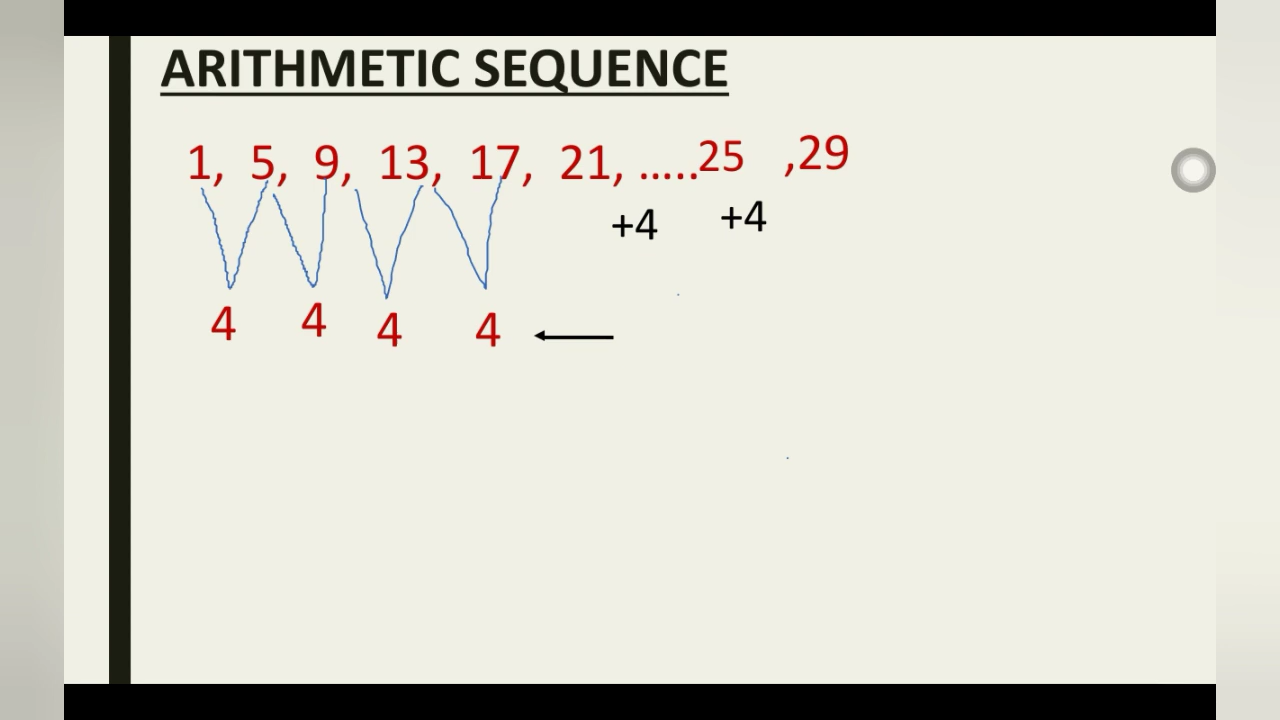 ARITHMETIC SEQUENCE
1, 5, 9, 13, 17, 21, .....25 ,29
+4 +4
4 4 4 4